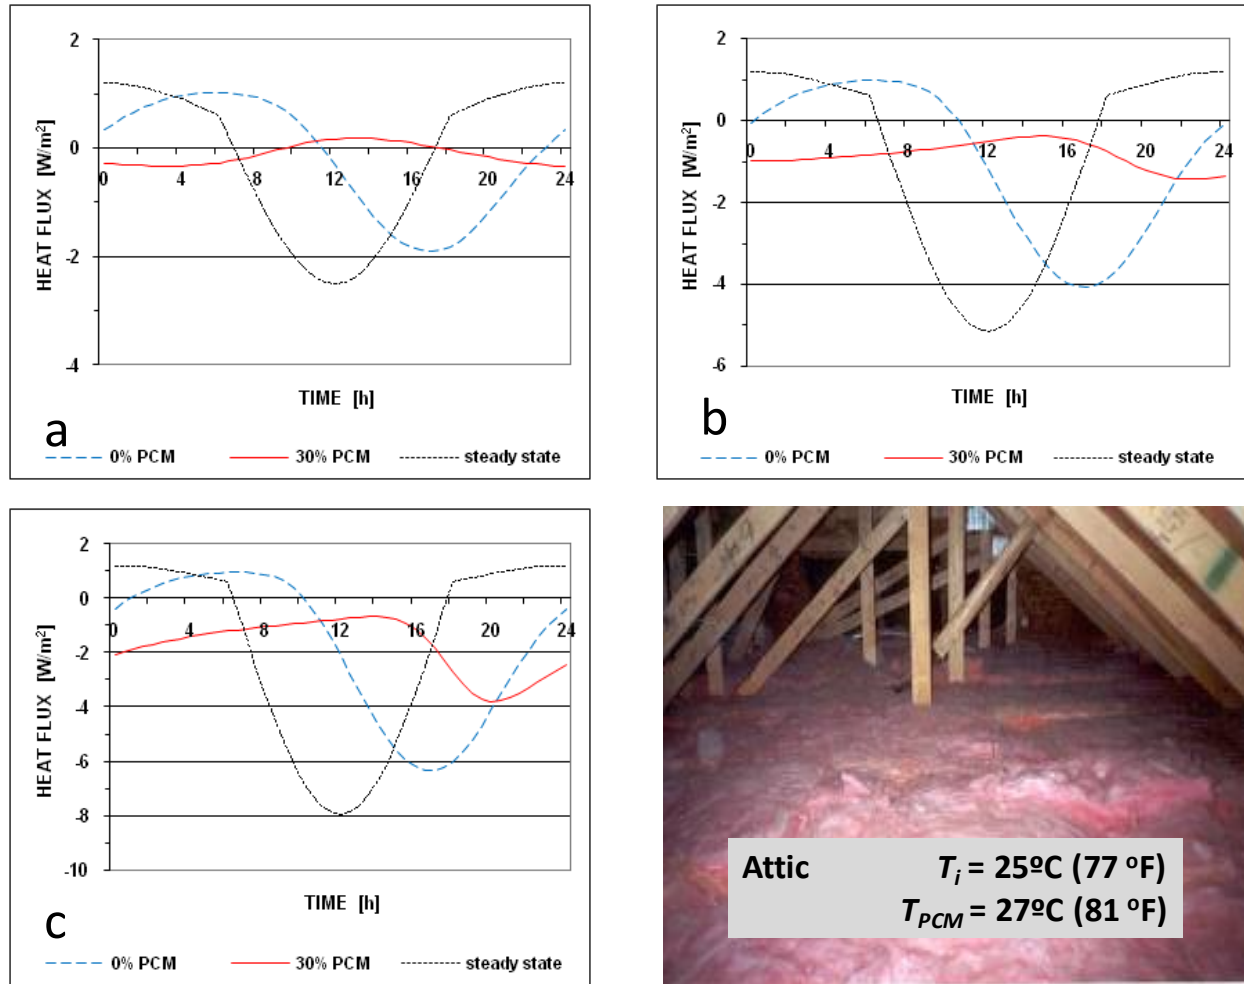 2
0
-2
-4
HEAT FLUX [W/m²]
0 4 8 12 16 20 24
TIME [h]
a
0% PCM 30% PCM steady state
2
0
-2
-4
-6
HEAT FLUX [W/m²]
0 4 8 12 16 20 24
TIME [h]
b
0% PCM 30% PCM steady state
2
0
-2
-4
-6
-8
-10
HEAT FLUX [W/m²]
0 4 8 12 16 20 24
TIME [h]
c
0% PCM 30% PCM steady state
Attic Ti = 25ºC (77 ºF)
TPCM = 27ºC (81 ºF)